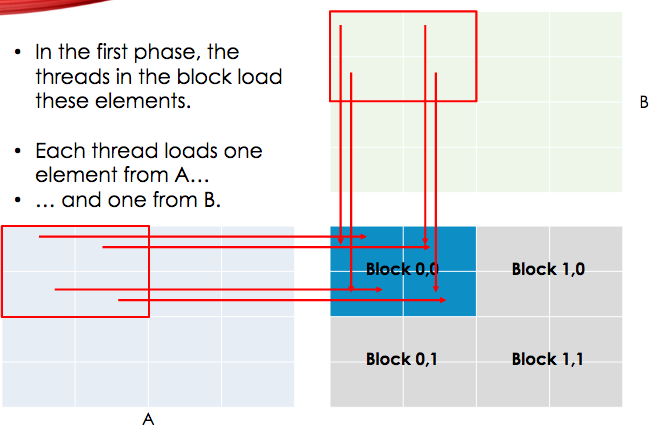 • In the first phase, the
threads in the block load
these elements.
• Each thread loads one
element from A...
• ... and one from B.
B
Block 0,0
Block 1,0
Block 0,1
Block 1,1
A